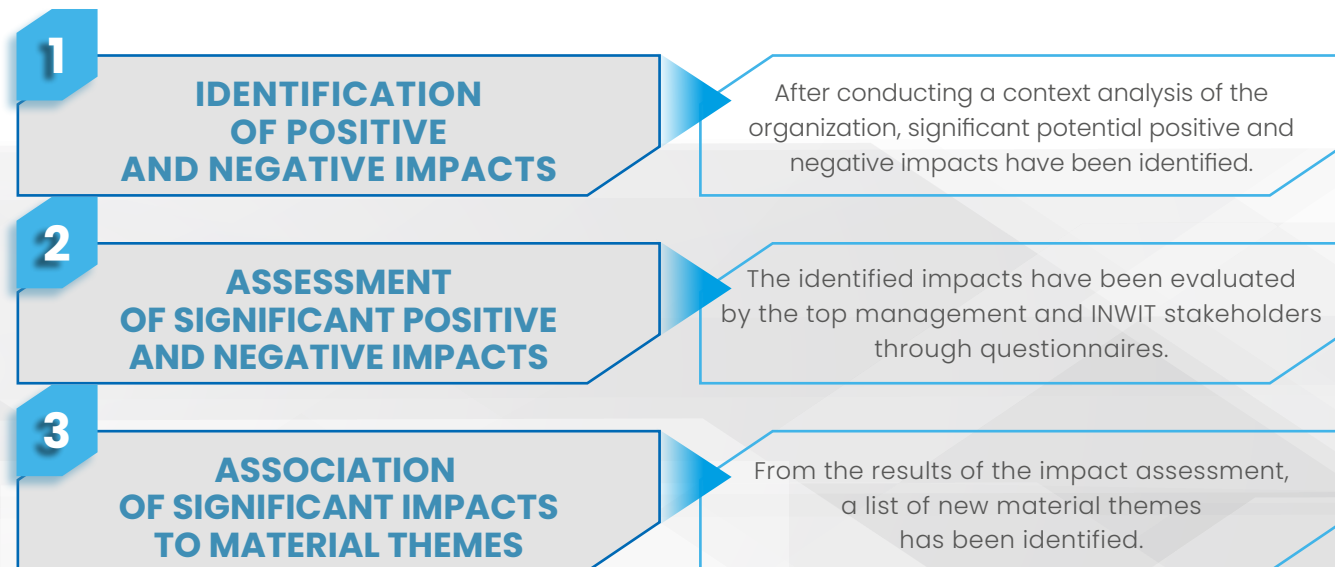 1
IDENTIFICATION
OF POSITIVE
AND NEGATIVE IMPACTS
After conducting a context analysis of the
organization, significant potential positive and
negative impacts have been identified.
2
ASSESSMENT
OF SIGNIFICANT POSITIVE
AND NEGATIVE IMPACTS
The identified impacts have been evaluated
by the top management and INWIT stakeholders
through questionnaires.
3
ASSOCIATION
OF SIGNIFICANT IMPACTS
TO MATERIAL THEMES
From the results of the impact assessment,
a list of new material themes
has been identified.